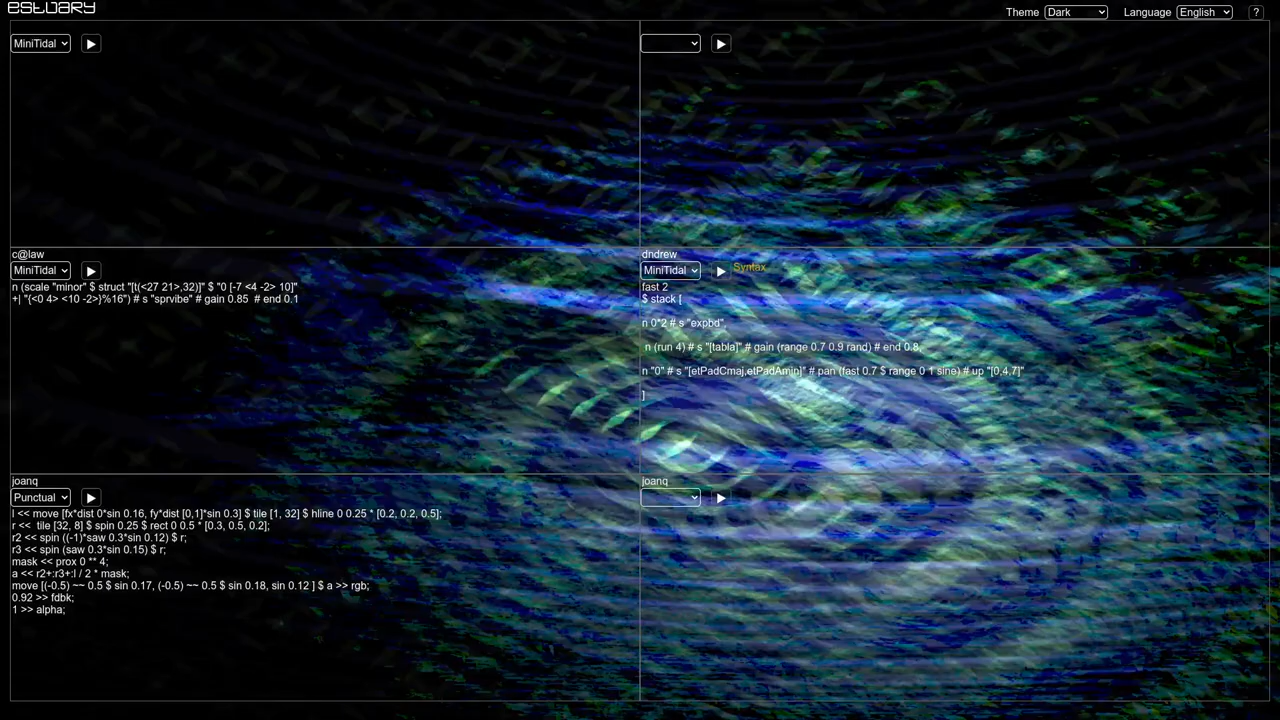 estuary
Theme Dark Language English ?
MiniTidal
c@law
MiniTidal
n (scale "minor" $ struct "[t(<27 21>,32)]" $ "0 [-7 <4 -2> 10]"
+| "{<0 4> <10 -2>}%16") # s "sprvibe" # gain 0.85 # end 0.1
dndrew
MiniTidal Syntax
fast 2
$ stack [
n 0*2 # s "expbd",
n (run 4) # s "[tabla]" # gain (range 0.7 0.9 rand) # end 0.8,
n "0" # s "[etPadCmaj,etPadAmin]" # pan (fast 0.7 $ range 0 1 sine) # up "[0,4,7]"
]
joanq
Punctual
l << move [fx*dist 0*sin 0.16, fy*dist [0,1]*sin 0.3] $ tile [1, 32] $ hline 0 0.25 * [0.2, 0.2, 0.5];
r << tile [32, 8] $ spin 0.25 $ rect 0 0.5 * [0.3, 0.5, 0.2];
r2 << spin ((-1)*saw 0.3*sin 0.12) $ r;
r3 << spin (saw 0.3*sin 0.15) $ r;
mask << prox 0 ** 4;
a << r2+:r3+:l / 2 * mask;
move [(-0.5) ~~ 0.5 $ sin 0.17, (-0.5) ~~ 0.5 $ sin 0.18, sin 0.12 ] $ a >> rgb;
0.92 >> fdbk;
1 >> alpha;
joanq